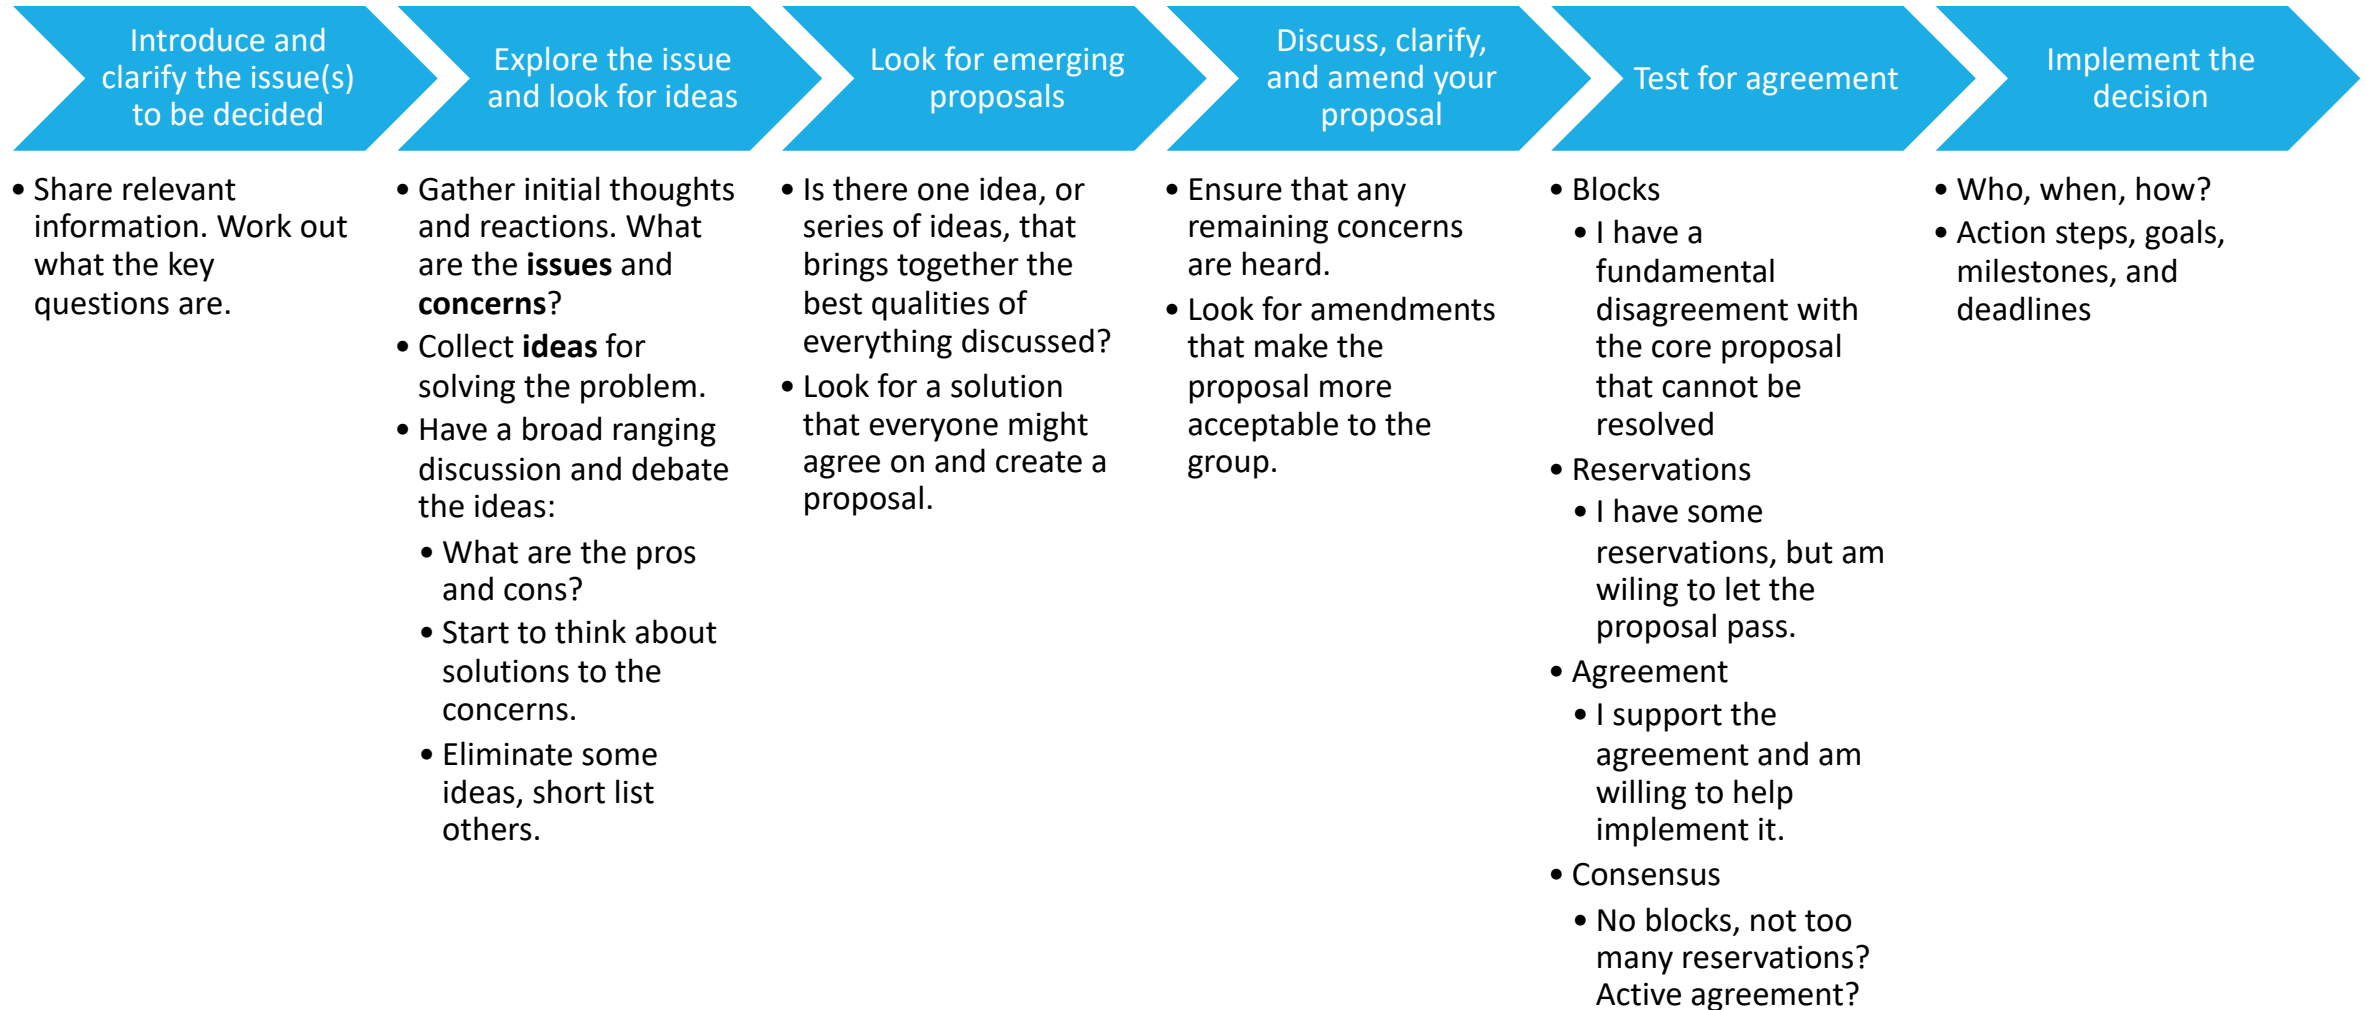 Introduce and
clarify the issue(s)
to be decided
• Share relevant
information. Work out
what the key
questions are.
Explore the issue
and look for ideas
• Gather initial thoughts
and reactions. What
are the issues and
concerns?
• Collect ideas for
solving the problem.
• Have a broad ranging
discussion and debate
the ideas:
• What are the pros
and cons?
• Start to think about
solutions to the
concerns.
• Eliminate some
ideas, short list
others.
Look for emerging
proposals
• Is there one idea, or
series of ideas, that
brings together the
best qualities of
everything discussed?
• Look for a solution
that everyone might
agree on and create a
proposal.
Discuss, clarify,
and amend your
proposal
• Ensure that any
remaining concerns
are heard.
• Look for amendments
that make the
proposal more
acceptable to the
group.
Test for agreement
• Blocks
• I have a
fundamental
disagreement with
the core proposal
that cannot be
resolved
• Reservations
• I have some
reservations, but am
wiling to let the
proposal pass.
• Agreement
• I support the
agreement and am
willing to help
implement it.
• Consensus
• No blocks, not too
many reservations?
Active agreement?
Implement the
decision
• Who, when, how?
• Action steps, goals,
milestones, and
deadlines